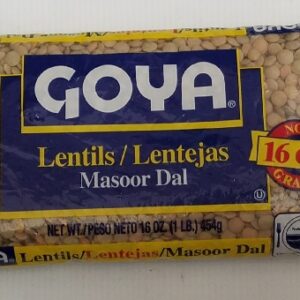 GOYA®
Lentils / Lentejas
Masoor Dal
U
NET WT./PESO NETO 16 OZ. (1 LB.) 454g
16
Lentils/Lentejas/Masoor Dal